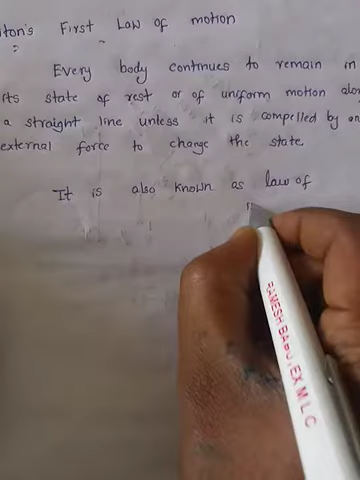 iton's First Law of motion
Every body continues to remain in
its state of rest or of uniform motion alon
a straight line unless it is compelled by an
external force to change the state.
It is also known as law of
RAMESH BABU, EX M L C